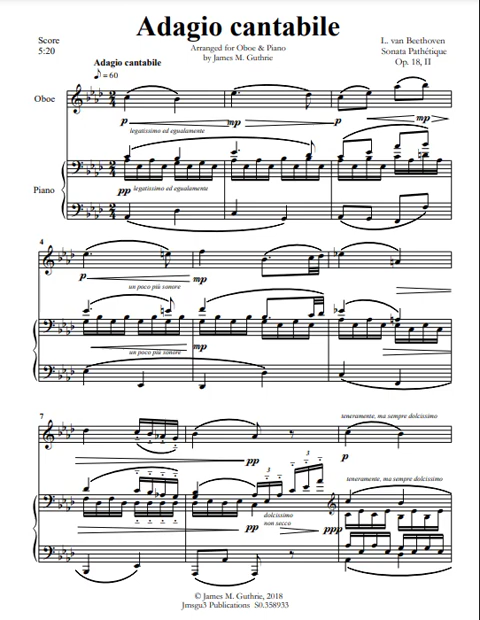 Adagio cantabile
Score
5:20
Arranged for Oboe & Piano
by James M. Guthrie
L. van Beethoven
Sonata Pathétique
Op. 18, II
Adagio cantabile
♪ = 60
Oboe
p
mp
p
mp
legatissimo ed egualmente
Piano
pp
legatissimo ed egualmente
4
p
mp
un poco più sonore
mp
un poco più sonore
7
teneramente, ma sempre dolcissimo
pp
p
3
3
teneramente, ma sempre dolcissimo
dolcissimo
pp
non secco
ppp
© James M. Guthrie, 2018
Jmsgu3 Publications S0.358933